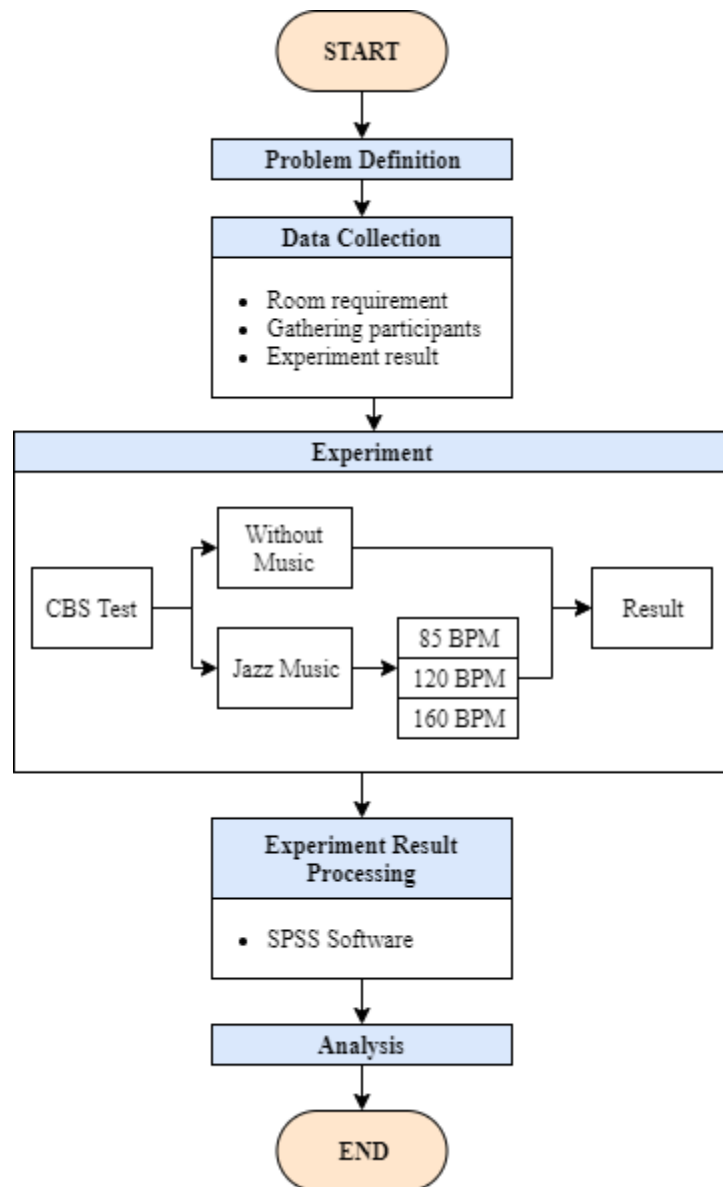 START
Problem Definition
Data Collection
• Room requirement
• Gathering participants
• Experiment result
Experiment
CBS Test
Without
Music
Jazz Music
85 BPM
120 BPM
160 BPM
Result
Experiment Result
Processing
• SPSS Software
Analysis
END